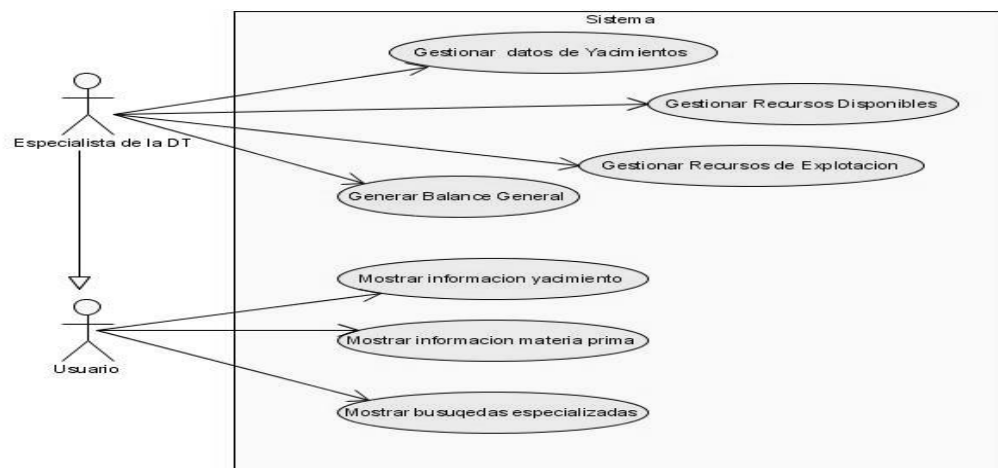 Sistema
Gestionar datos de Yacimientos
Gestionar Recursos Disponibles
Especialista de la DT
Gestionar Recursos de Explotacion
Generar Balance General
Mostrar informacion yacimiento
Mostrar informacion materia prima
Usuario
Mostrar busuqedas especializadas